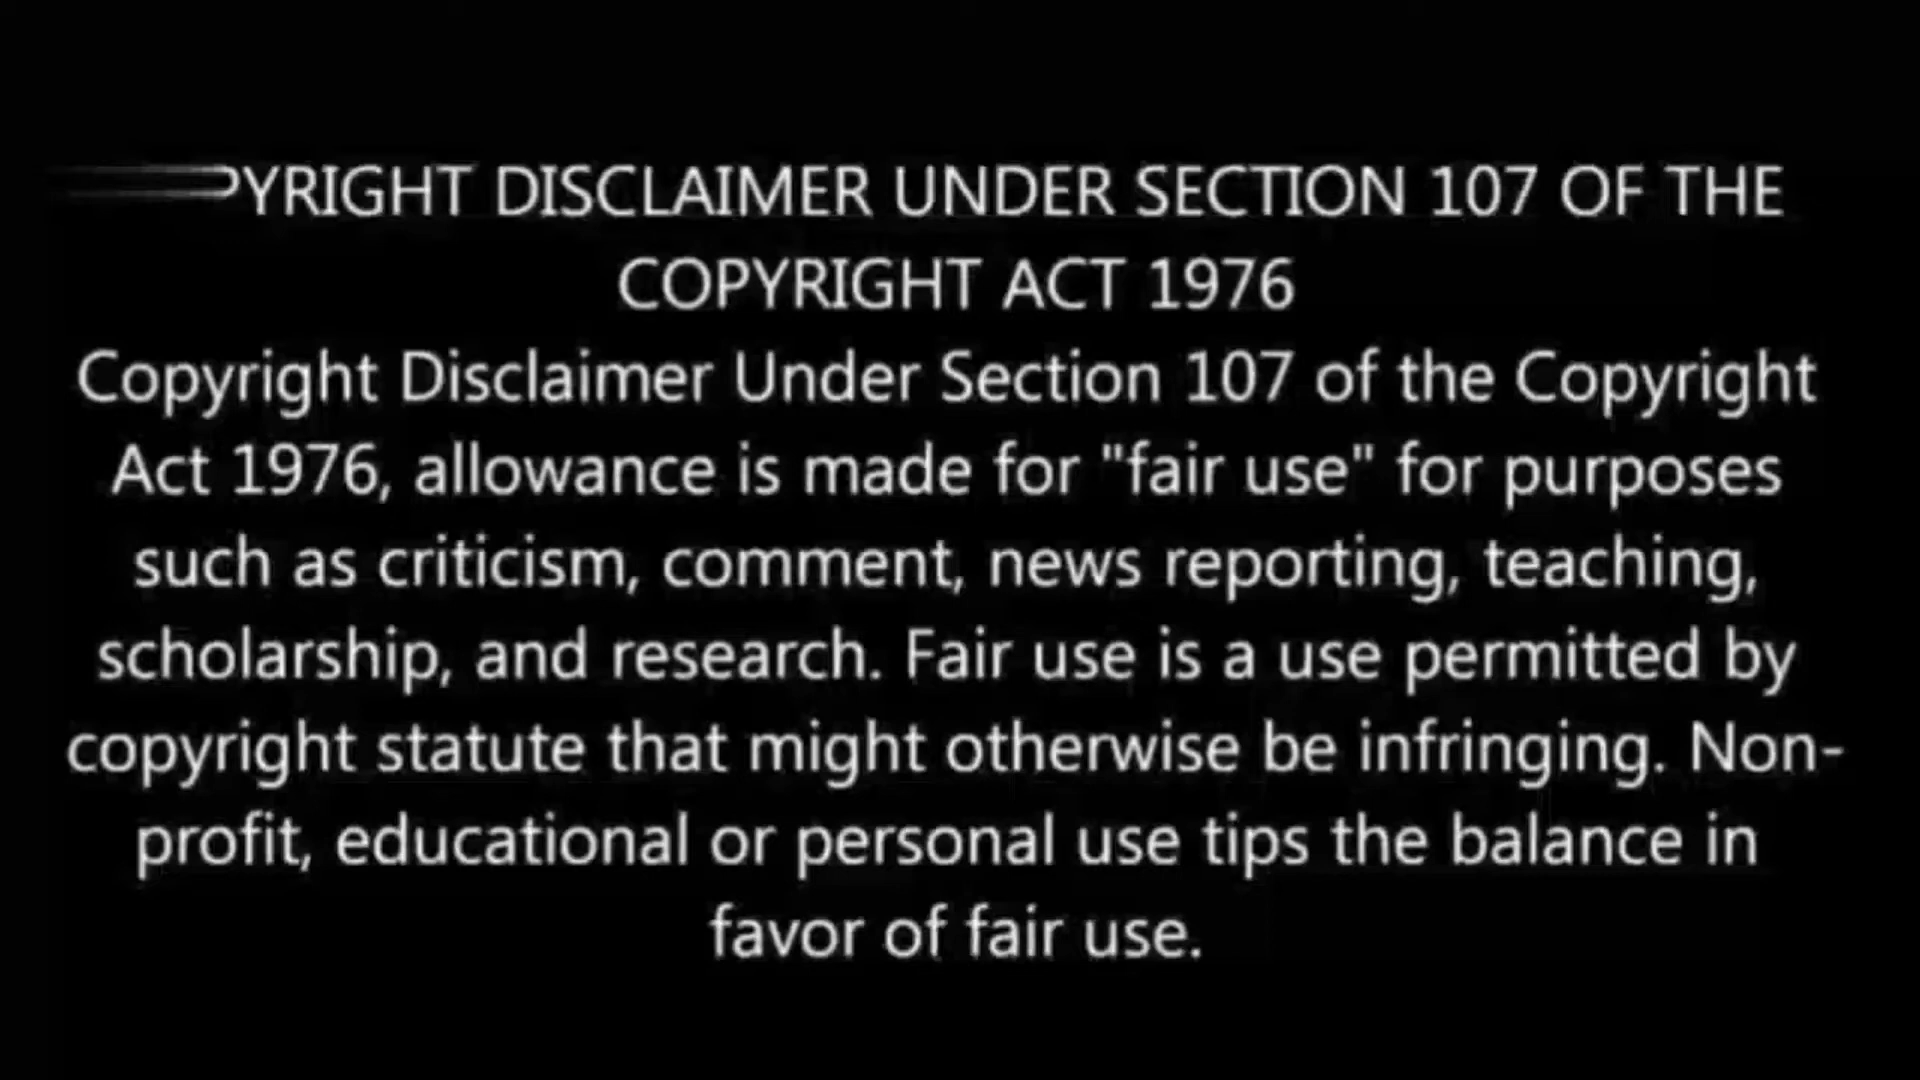 PYRIGHT DISCLAIMER UNDER SECTION 107 OF THE
COPYRIGHT ACT 1976
Copyright Disclaimer Under Section 107 of the Copyright
Act 1976, allowance is made for "fair use" for purposes
such as criticism, comment, news reporting, teaching,
scholarship, and research. Fair use is a use permitted by
copyright statute that might otherwise be infringing. Non-
profit, educational or personal use tips the balance in
favor of fair use.